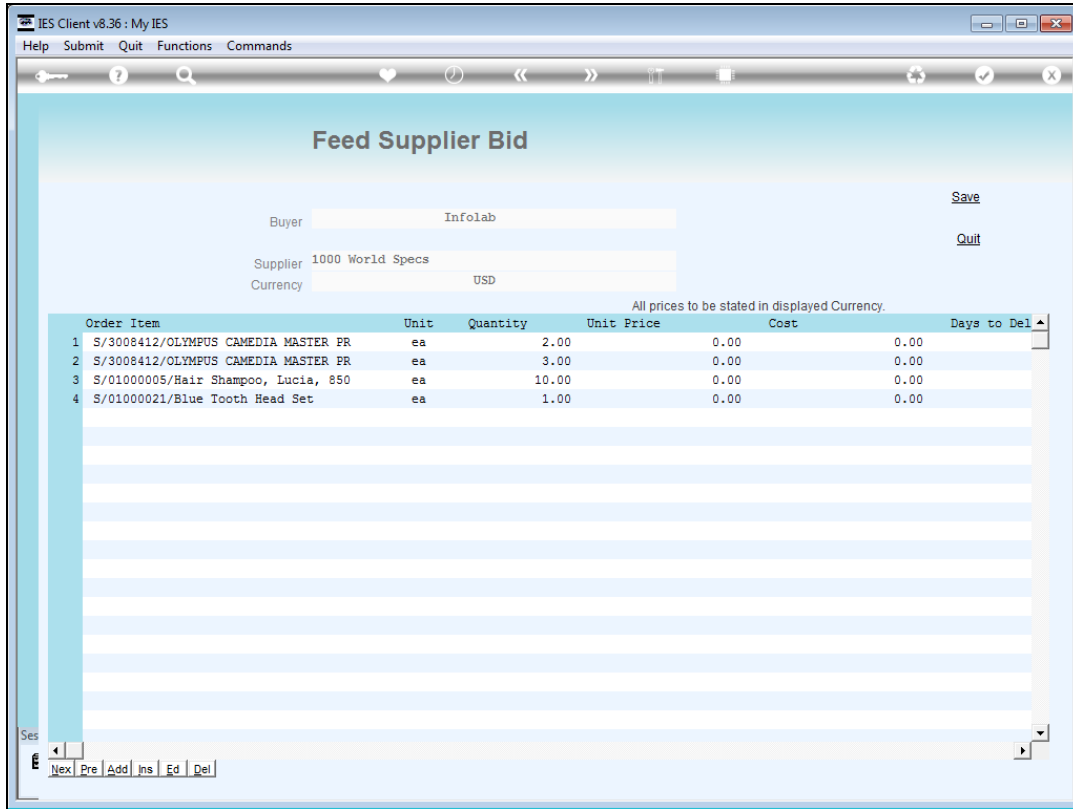 IES Client v8.36 : My IES
Help Submit Quit Functions Commands
Feed Supplier Bid
Save
Buyer Infolab
Quit
Supplier 1000 World Specs
Currency USD
All prices to be stated in displayed Currency.
Order Item Unit Quantity Unit Price Cost Days to Del
1 S/3008412/OLYMPUS CAMEDIA MASTER PR ea 2.00 0.00 0.00
2 S/3008412/OLYMPUS CAMEDIA MASTER PR ea 3.00 0.00 0.00
3 S/01000005/Hair Shampoo, Lucia, 850 ea 10.00 0.00 0.00
4 S/01000021/Blue Tooth Head Set ea 1.00 0.00 0.00
Ses
Nex Pre Add Ins Ed Del